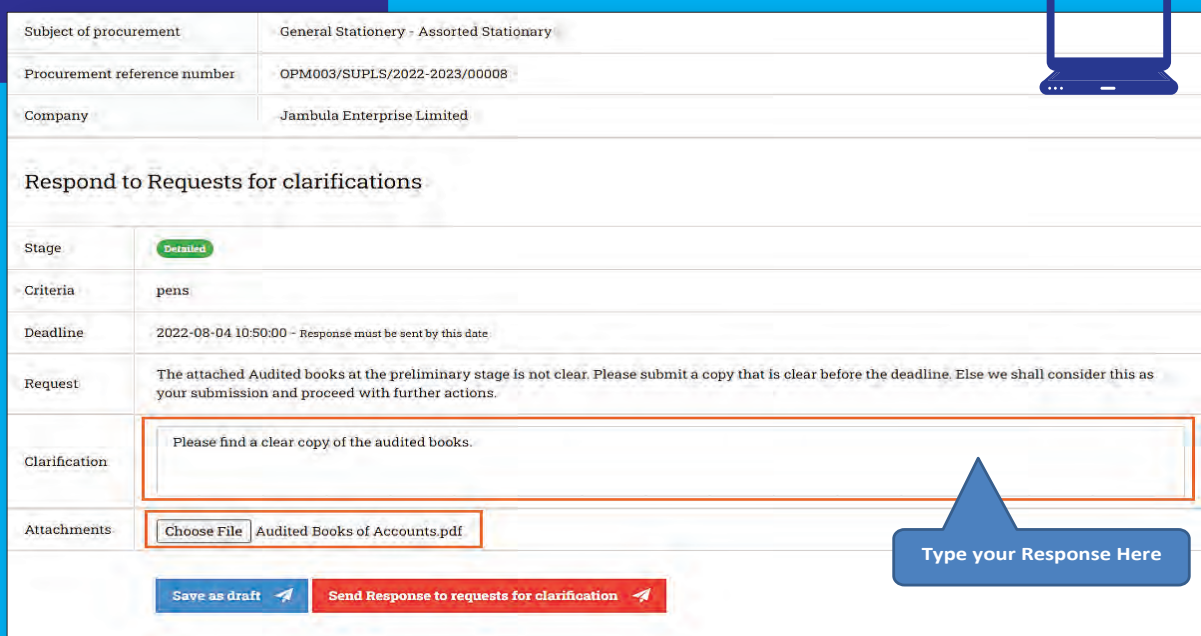 Subject of procurement General Stationery - Assorted Stationary
Procurement reference number OPM003/SUPLS/2022-2023/00008
Company Jambula Enterprise Limited
Respond to Requests for clarifications
Stage Detailed
Criteria pens
Deadline 2022-08-04 10:50:00 - Response must be sent by this date
Request The attached Audited books at the preliminary stage is not clear. Please submit a copy that is clear before the deadline. Else we shall consider this as
your submission and proceed with further actions.
Clarification Please find a clear copy of the audited books.
Attachments Choose File Audited Books of Accounts.pdf
Type your Response Here
Save as draft Send Response to requests for clarification